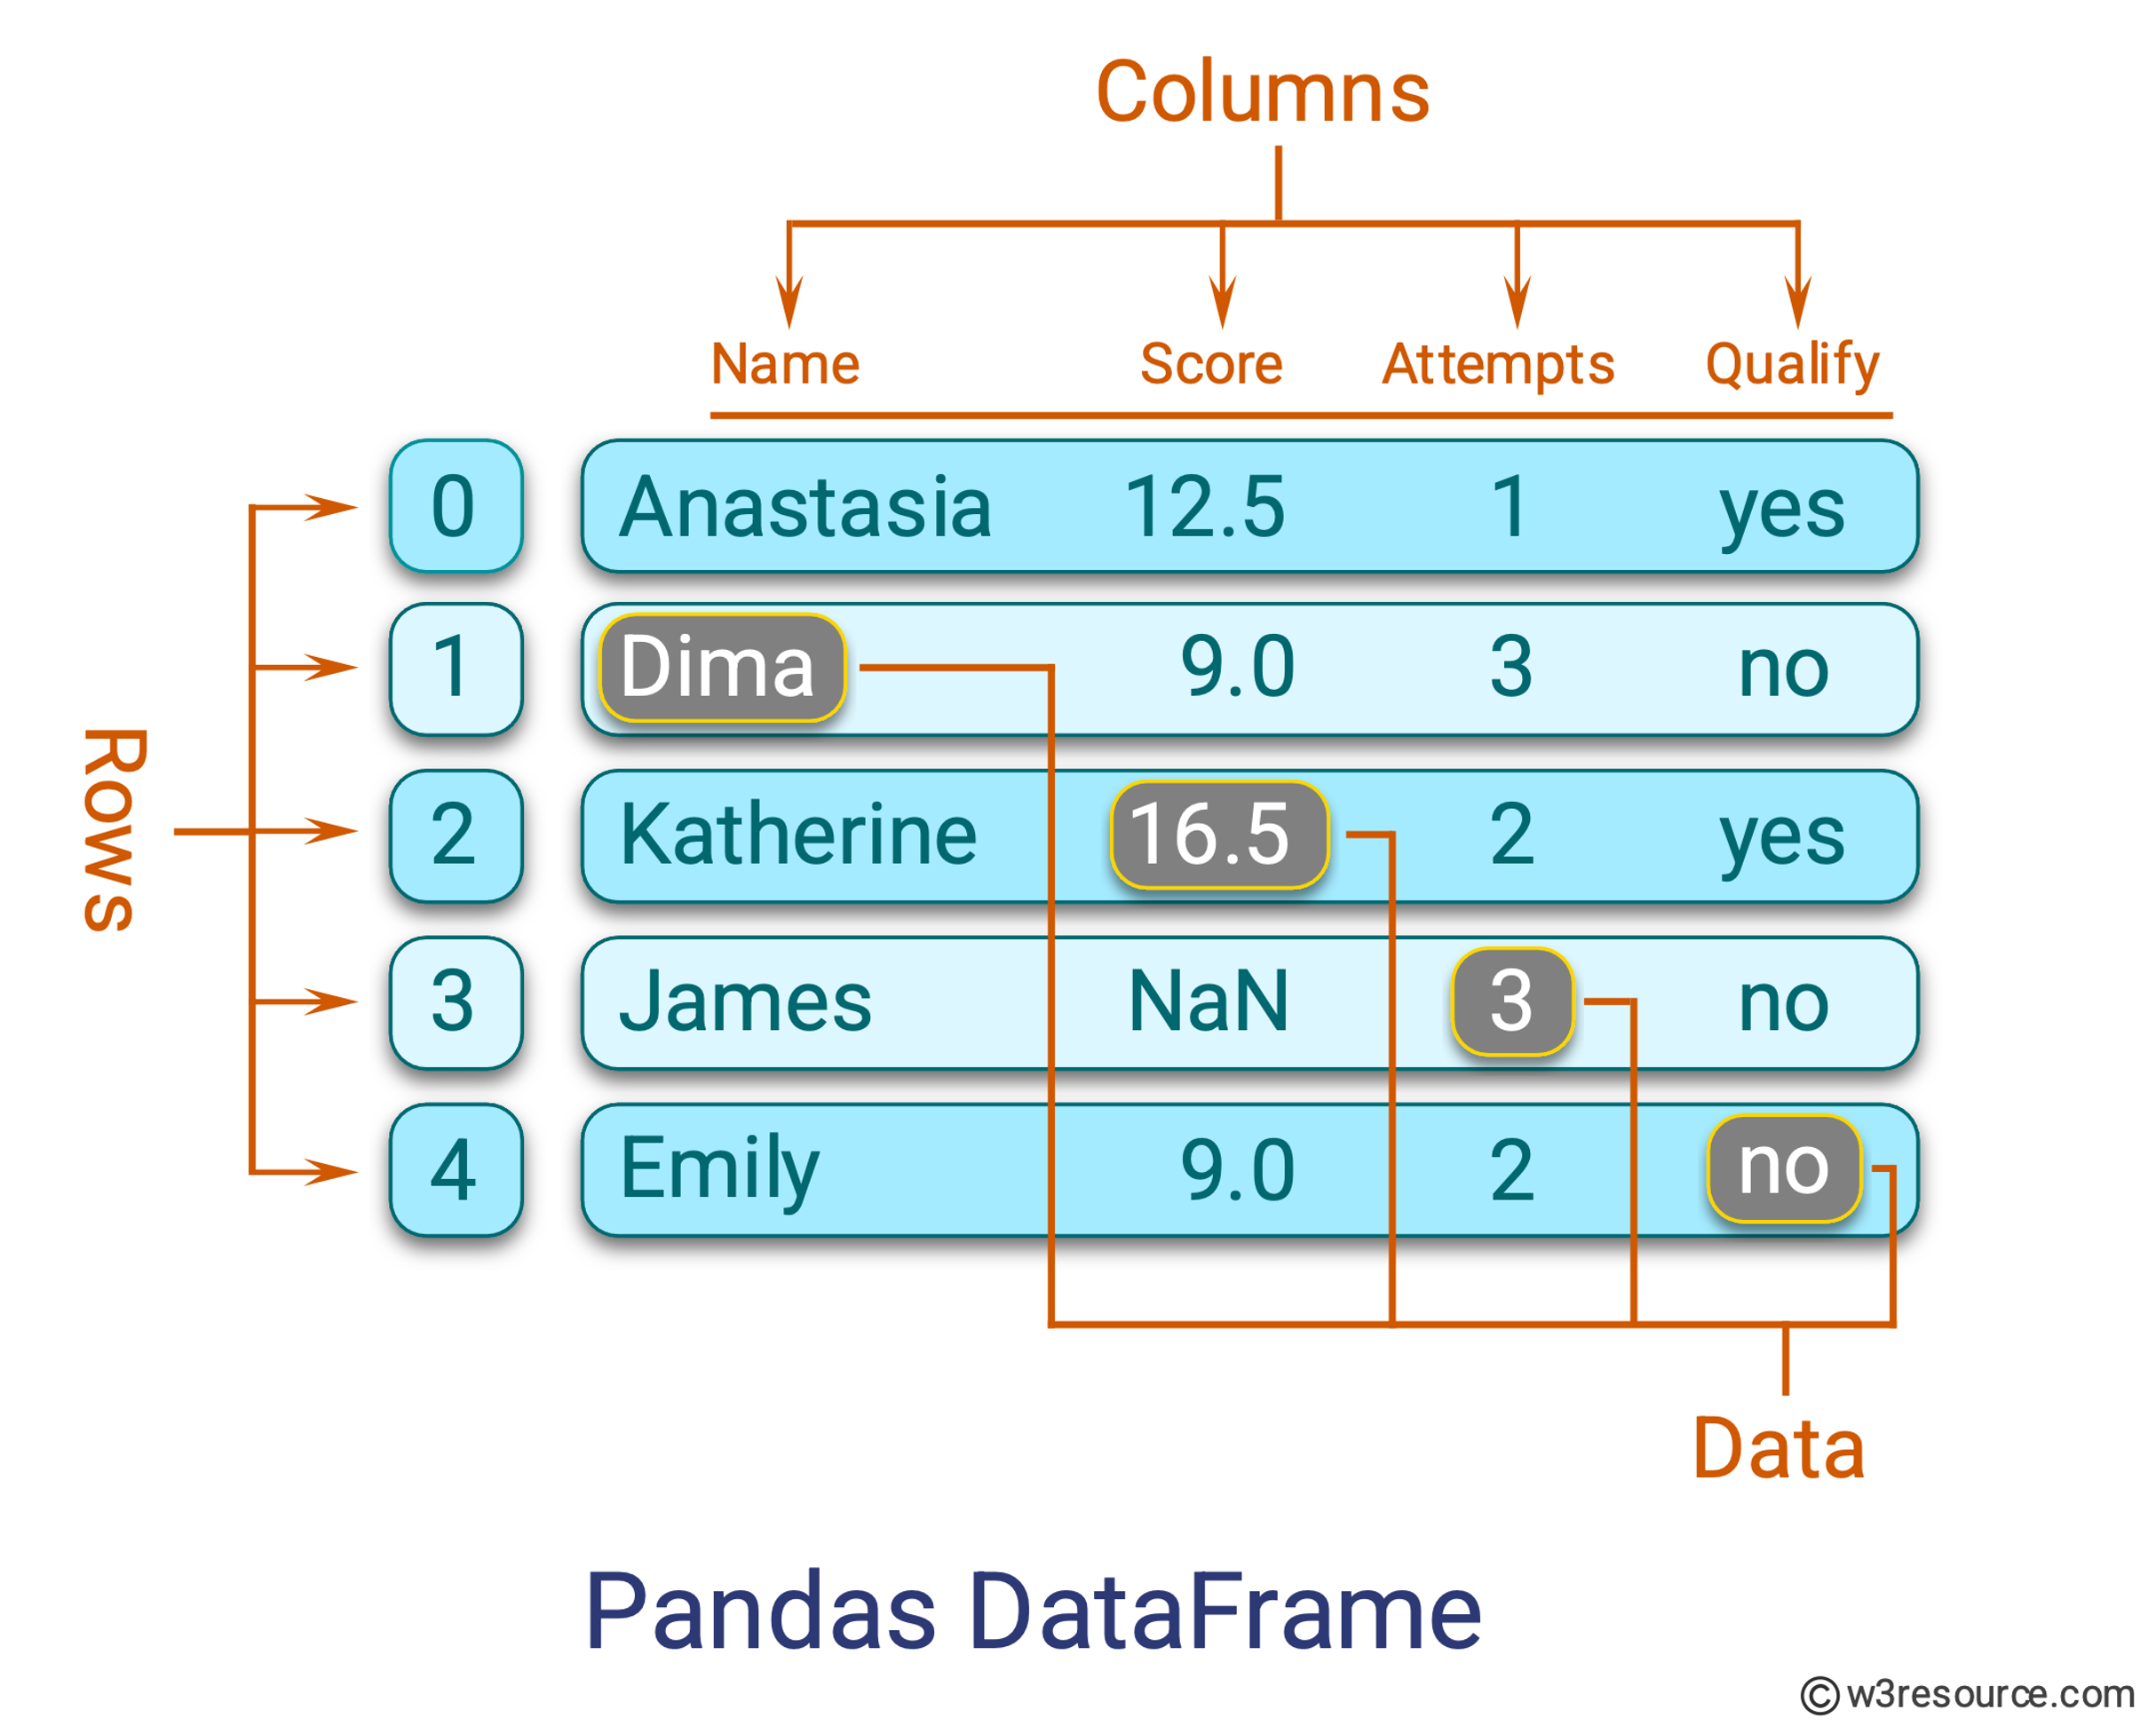 Columns
Name Score Attempts Qualify
0 Anastasia 12.5 1 yes
1 Dima 9.0 3 no
2 Katherine 16.5 2 yes
3 James NaN 3 no
4 Emily 9.0 2 no
Rows
Data
Pandas DataFrame
© w3resource.com